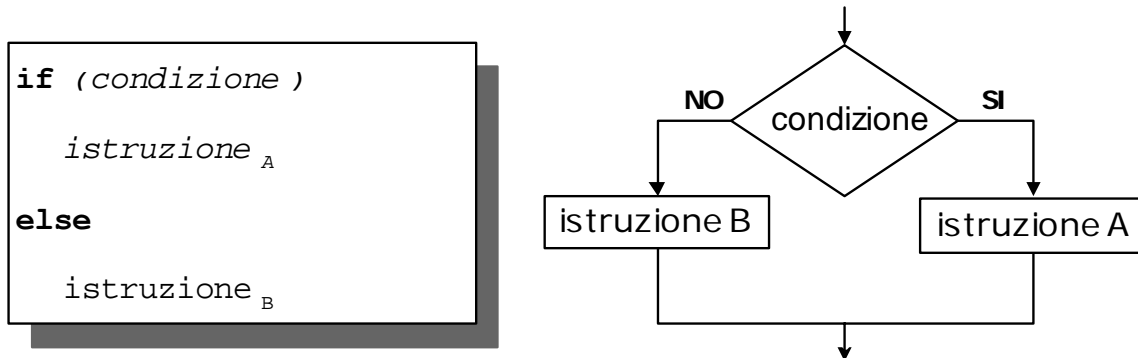 if (condizione )
istruzione A
else
istruzione B
NO
SI
condizione
istruzione B
istruzione A